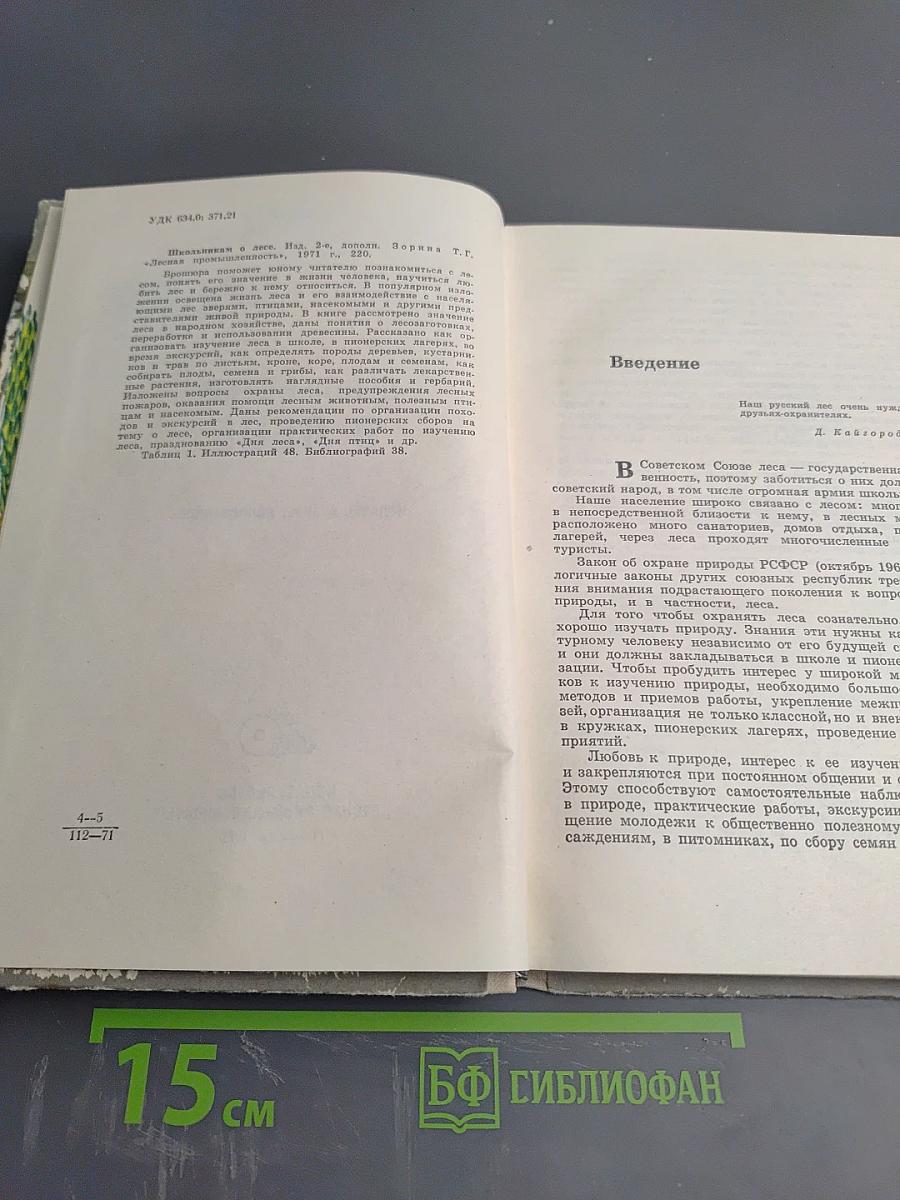 УДК 634.0: 371.21
Школьникам о лесе. Изд. 2-е, дополн. Зорина Т. Г.
«Лесная промышленность», 1971 г., 220.
Брошюра поможет юному читателю познакомиться с ле-
сом, понять его значение в жизни человека, научиться лю-
бить лес и бережно к нему относиться. В популярном изло-
жении освещена жизнь леса и его взаимодействие с населя-
ющими лес зверями, птицами, насекомыми и другими пред-
ставителями живой природы. В книге рассмотрено значение
леса в народном хозяйстве, даны понятия о лесозаготовках,
переработке и использовании древесины. Рассказано как ор-
ганизовать изучение леса в школе, в пионерских лагерях, во
время экскурсий, как определять породы деревьев, кустарни-
ков и трав по листьям, кроне, коре, плодам и семенам, как
собирать плоды, семена и грибы, как различать лекарствен-
ные растения, изготовлять наглядные пособия и гербарий.
Изложены вопросы охраны леса, предупреждения лесных
пожаров, оказания помощи лесным животным, полезным пти-
цам и насекомым. Даны рекомендации по организации похо-
дов и экскурсий в лес, проведению пионерских сборов на
тему о лесе, организации практических работ по изучению
леса, празднованию «Дня леса», «Дня птиц» и др.
Таблиц 1. Иллюстраций 48. Библиографий 38.
4—5
112—71
Введение
Наш русский лес очень нужд
друзьях-охранителях.
Д. Кайгород
В Советском Союзе леса — государственна
венность, поэтому заботиться о них дол
советский народ, в том числе огромная армия школь
Наше население широко связано с лесом: мног
в непосредственной близости к нему, в лесных м
расположено много санаториев, домов отдыха, п
лагерей, через леса проходят многочисленные
туристы.
Закон об охране природы РСФСР (октябрь 196
логичные законы других союзных республик тре
ния внимания подрастающего поколения к вопро
природы, и в частности, леса.
Для того чтобы охранять леса сознательно,
хорошо изучать природу. Знания эти нужны ка
турному человеку независимо от его будущей с
и они должны закладываться в школе и пионе
зации. Чтобы пробудить интерес у широкой м
ков к изучению природы, необходимо большо
методов и приемов работы, укрепление межп
зей, организация не только классной, но и внек
в кружках, пионерских лагерях, проведение
приятий.
Любовь к природе, интерес к ее изучен
и закрепляются при постоянном общении и с
Этому способствуют самостоятельные наблю
в природе, практические работы, экскурсии
щение молодежи к общественно полезному
саждениям, в питомниках, по сбору семян
15 см
БФ СИБЛИОФАН